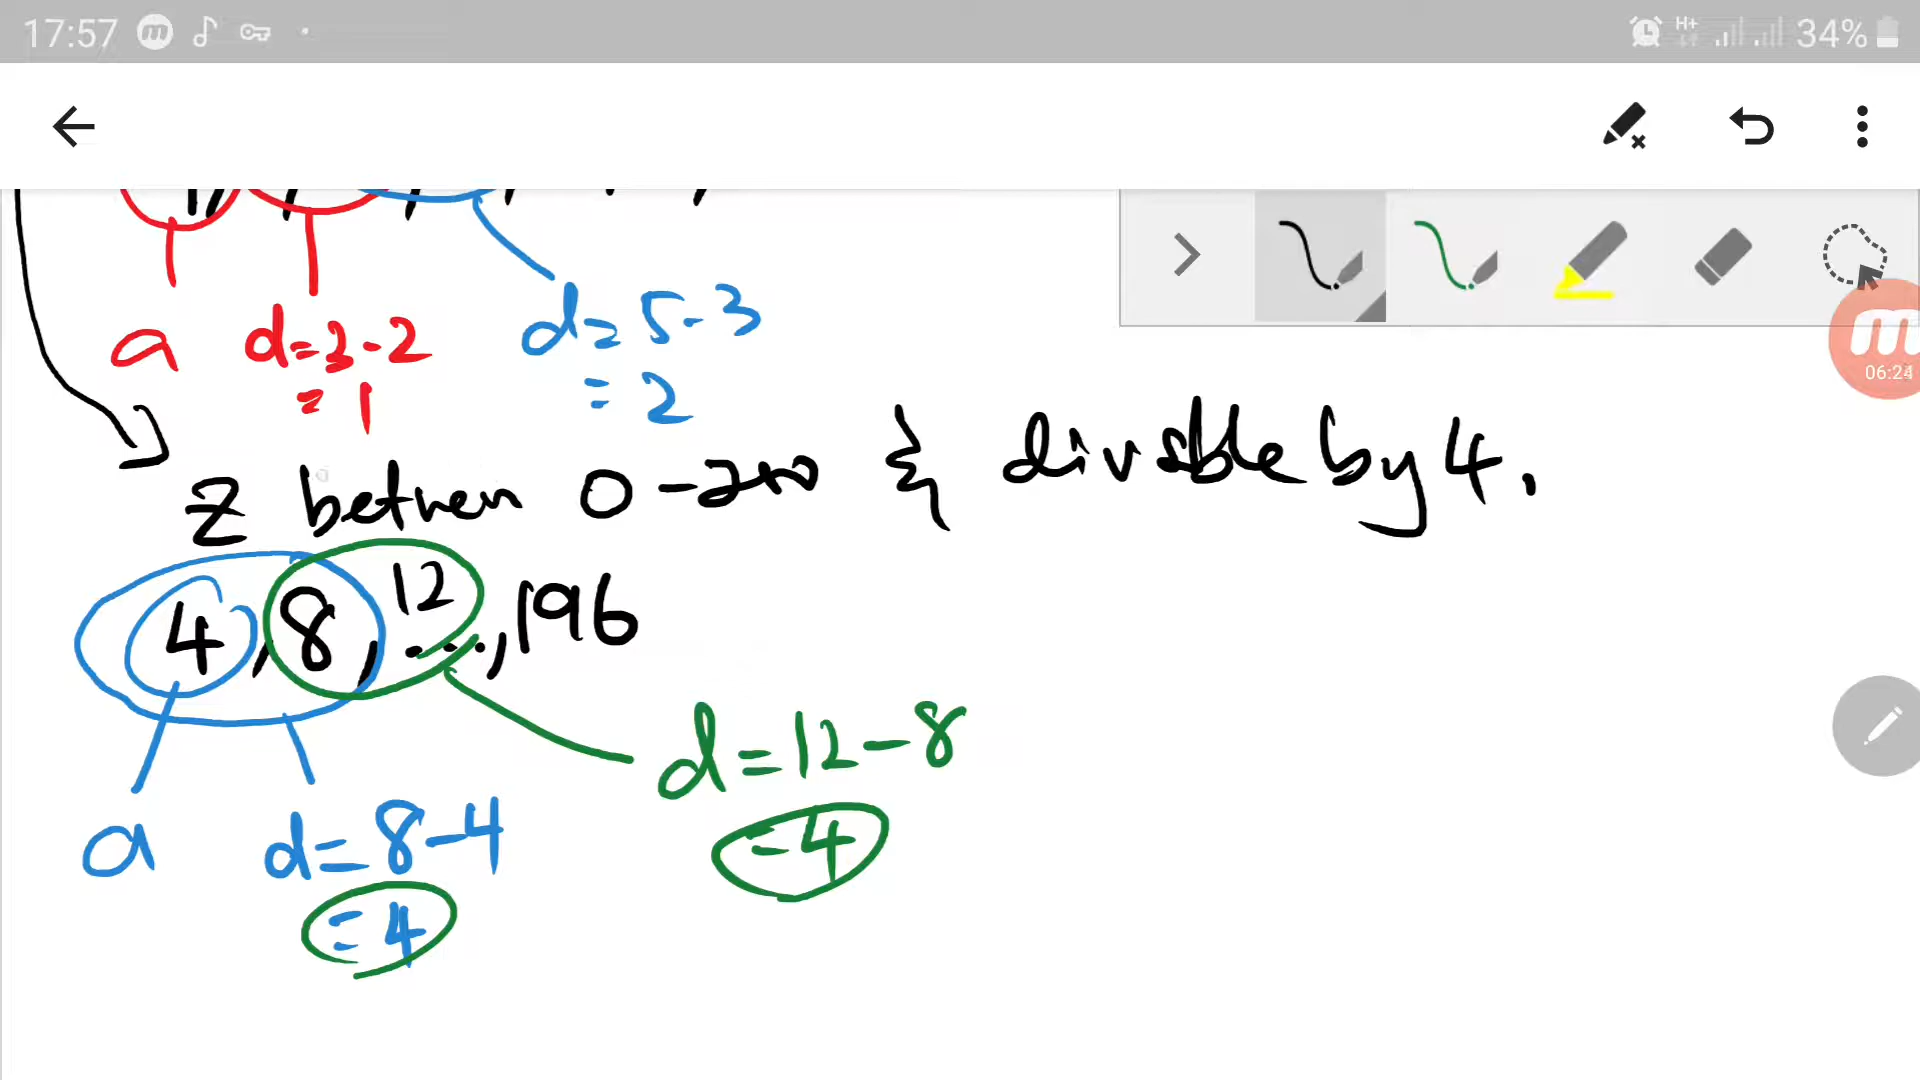 17:57 34%
06:24
a d=3-2 d=5-3
=1 =2
Z between 0-200 & divsble by 4.
4, 8, 12 ...., 196
d=12-8
=4
a d=8-4
=4